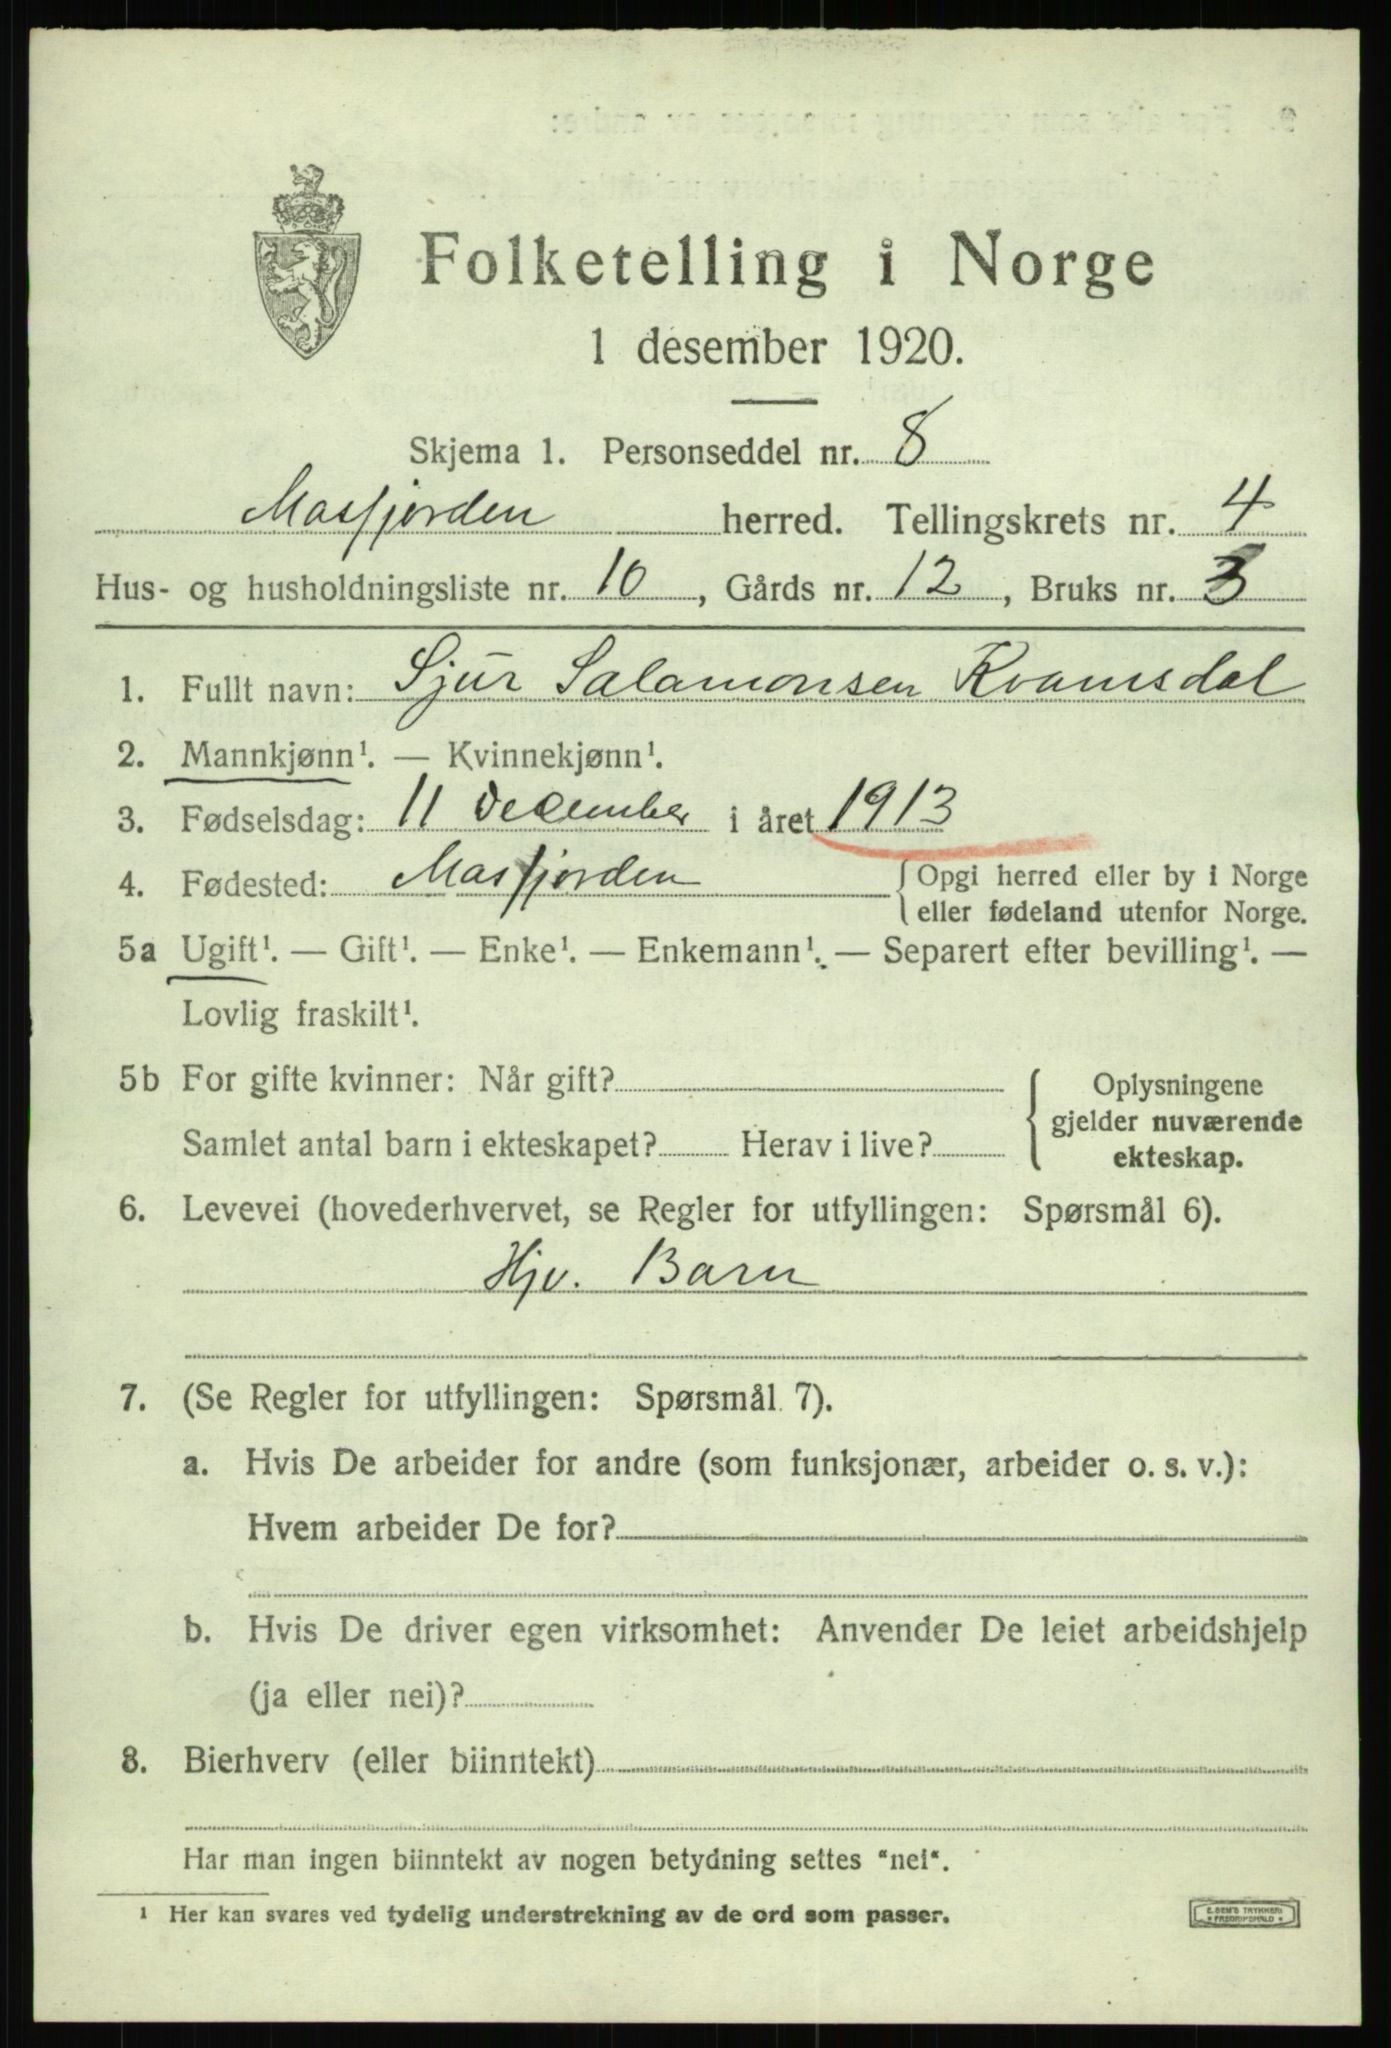 Folketelling i Norge
1 desember 1920.
Skjema 1. Personseddel nr. 8
Masfjorden herred. Tellingskrets nr. 4
Hus- og husholdningsliste nr. 10, Gårds nr. 12, Bruks nr. 3
1. Fullt navn: Sjur Salamonsen Kvamsdal
2. Mannkjønn¹. — Kvinnekjønn¹.
3. Fødselsdag: 11 december i året 1913
4. Fødested: Masfjorden { Opgi herred eller by i Norge
eller fødeland utenfor Norge.
5a Ugift¹. — Gift¹. — Enke¹. — Enkemann¹. — Separert efter bevilling¹. —
Lovlig fraskilt¹.
5b For gifte kvinner: Når gift?
Samlet antal barn i ekteskapet? Herav i live?
{ Oplysningene
gjelder nuværende
ekteskap.
6. Levevei (hovederhvervet, se Regler for utfyllingen: Spørsmål 6).
Hjv. Barn
7. (Se Regler for utfyllingen: Spørsmål 7).
a. Hvis De arbeider for andre (som funksjonær, arbeider o. s. v.):
Hvem arbeider De for?
b. Hvis De driver egen virksomhet: Anvender De leiet arbeidshjelp
(ja eller nei)?
8. Bierhverv (eller biinntekt)
Har man ingen biinntekt av nogen betydning settes "nei".
¹ Her kan svares ved tydelig understrekning av de ord som passer.